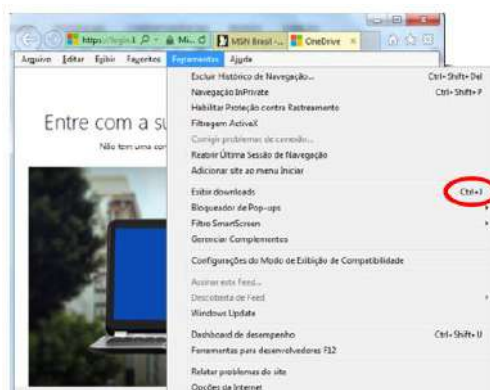 https://login.l
Mi...
MSN Brasil -...
OneDrive
Arquivo Editar Exibir Favoritos Ferramentas Ajuda
Excluir Histórico de Navegação... Ctrl+Shift+Del
Navegação InPrivate Ctrl+Shift+P
Habilitar Proteção contra Rastreamento
Filtragem ActiveX
Corrigir problemas de conexão...
Reabrir Última Sessão de Navegação
Adicionar site ao menu Iniciar
Entre com a su
Não tem uma con
Exibir downloads Ctrl+J
Bloqueador de Pop-ups
Filtro SmartScreen
Gerenciar Complementos
Configurações do Modo de Exibição de Compatibilidade
Assinar este Feed...
Descoberta de Feed
Windows Update
Dashboard de desempenho Ctrl+Shift+U
Ferramentas para desenvolvedores F12
Relatar problemas do site
Opções da Internet